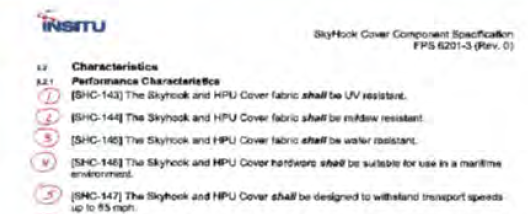 INSITU
SkyHook Cover Component Specification
FPS 6201-3 (Rev. 0)
3.2 Characteristics
3.2.1 Performance Characteristics
1 [SHC-143] The Skyhook and HPU Cover fabric shall be UV resistant.
2 [SHC-144] The Skyhook and HPU Cover fabric shall be mildew resistant.
3 [SHC-145] The Skyhook and HPU Cover fabric shall be water resistant.
4 [SHC-146] The Skyhook and HPU Cover hardware shall be suitable for use in a maritime
environment.
5 [SHC-147] The Skyhook and HPU Cover shall be designed to withstand transport speeds
up to 85 mph.